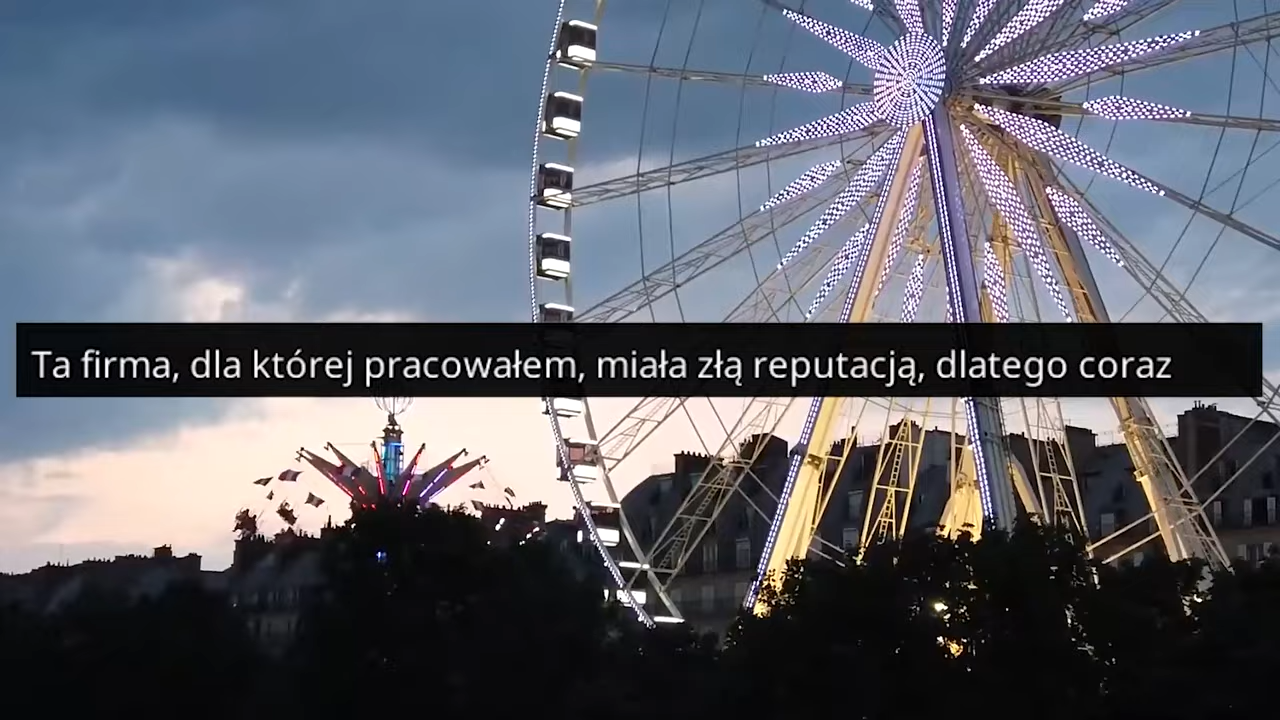 Ta firma, dla której pracowałem, miała złą reputacją, dlatego coraz